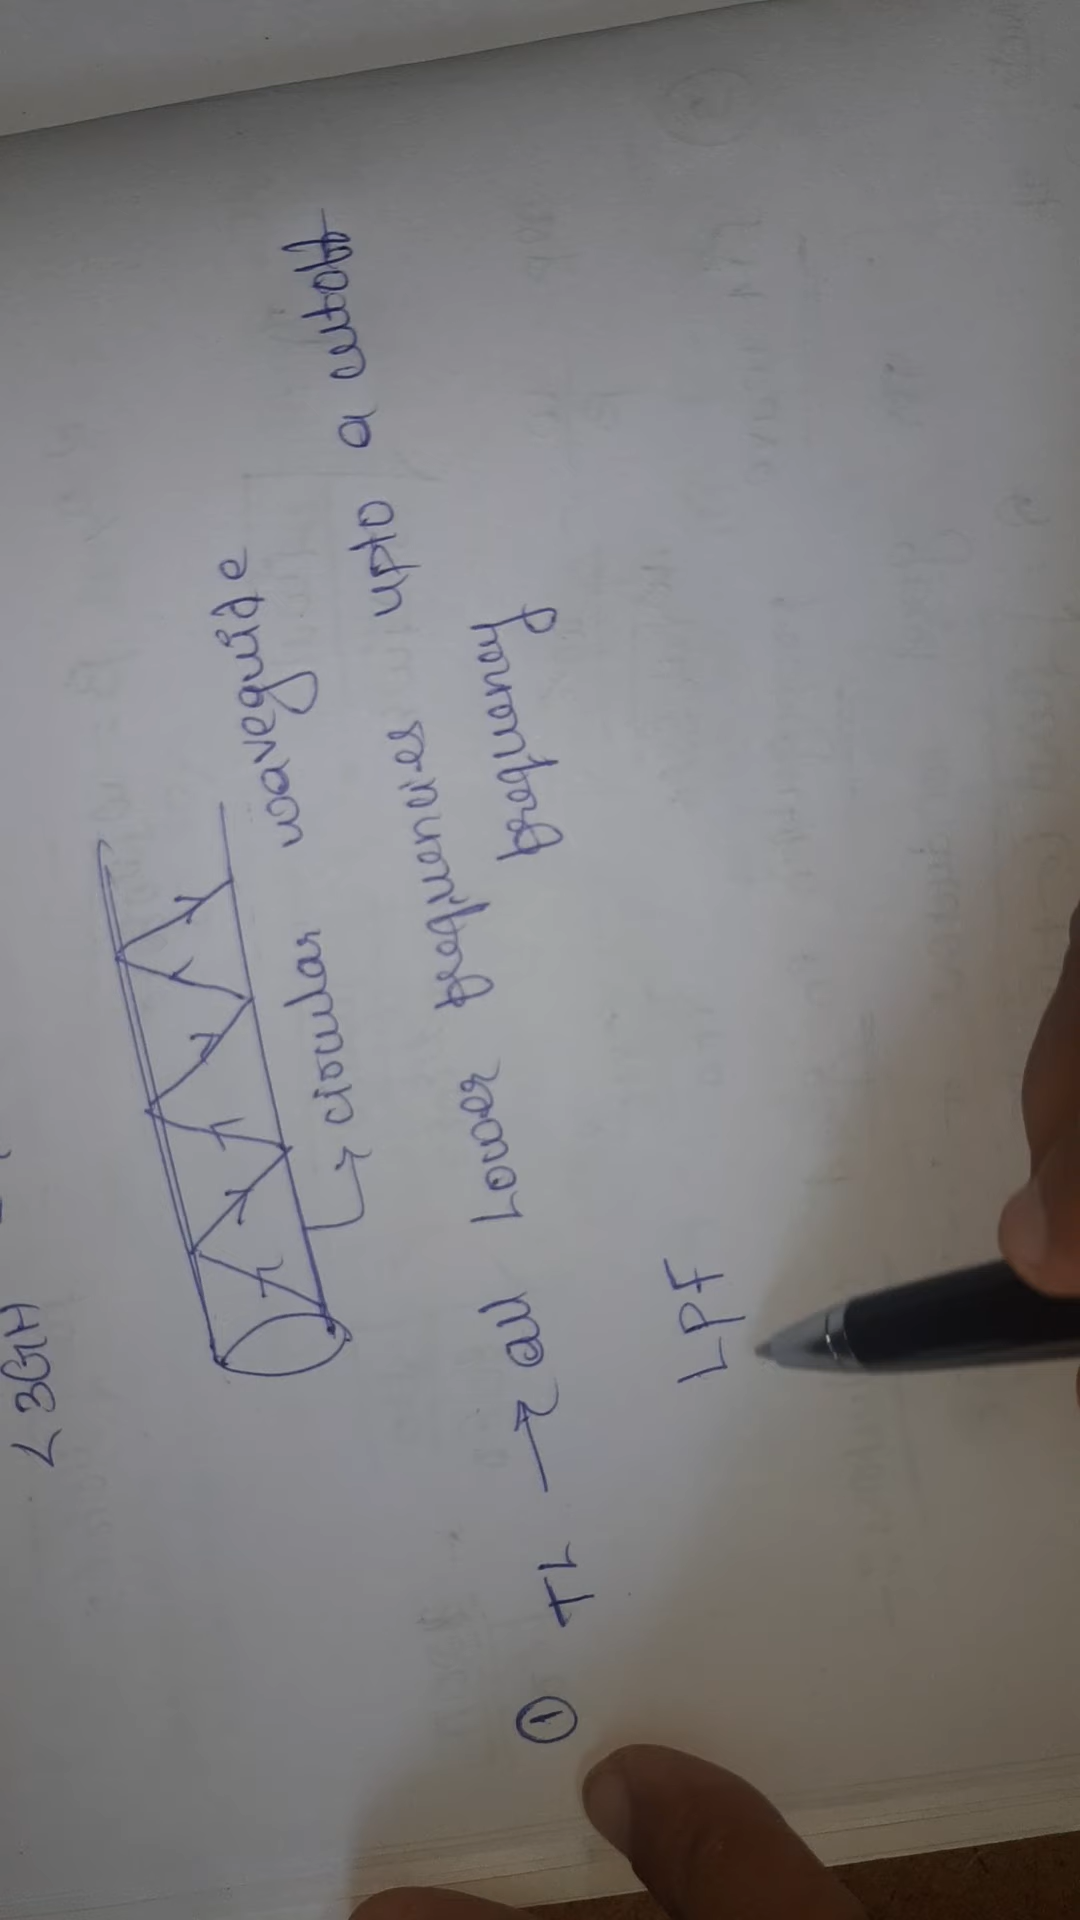 < 3GH
circular waveguide
① TL → all Lower frequencies upto a cutoff
frequency
LPF